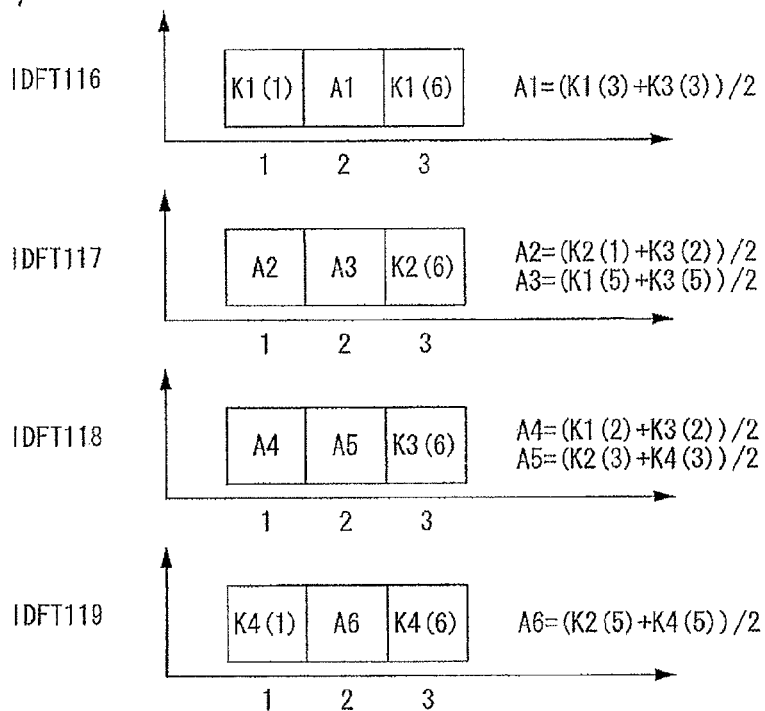 IDFT116
K1(1) A1 K1(6) A1=(K1(3)+K3(3))/2
1 2 3
IDFT117
A2 A3 K2(6) A2=(K2(1)+K3(2))/2
A3=(K1(5)+K3(5))/2
1 2 3
IDFT118
A4 A5 K3(6) A4=(K1(2)+K3(2))/2
A5=(K2(3)+K4(3))/2
1 2 3
IDFT119
K4(1) A6 K4(6) A6=(K2(5)+K4(5))/2
1 2 3